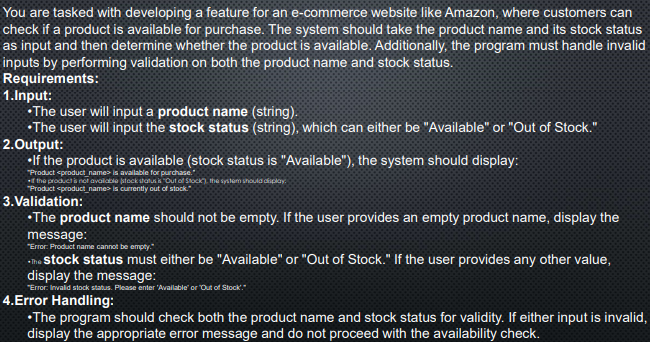 You are tasked with developing a feature for an e-commerce website like Amazon, where customers can
check if a product is available for purchase. The system should take the product name and its stock status
as input and then determine whether the product is available. Additionally, the program must handle invalid
inputs by performing validation on both the product name and stock status.
Requirements:
1.Input:
•The user will input a product name (string).
•The user will input the stock status (string), which can either be "Available" or "Out of Stock."
2.Output:
•If the product is available (stock status is "Available"), the system should display:
"Product <product_name> is available for purchase."
•If the product is not available (stock status is "Out of Stock"), the system should display:
"Product <product_name> is currently out of stock."
3.Validation:
•The product name should not be empty. If the user provides an empty product name, display the
message:
"Error: Product name cannot be empty."
•The stock status must either be "Available" or "Out of Stock." If the user provides any other value,
display the message:
"Error: Invalid stock status. Please enter 'Available' or 'Out of Stock'."
4.Error Handling:
•The program should check both the product name and stock status for validity. If either input is invalid,
display the appropriate error message and do not proceed with the availability check.